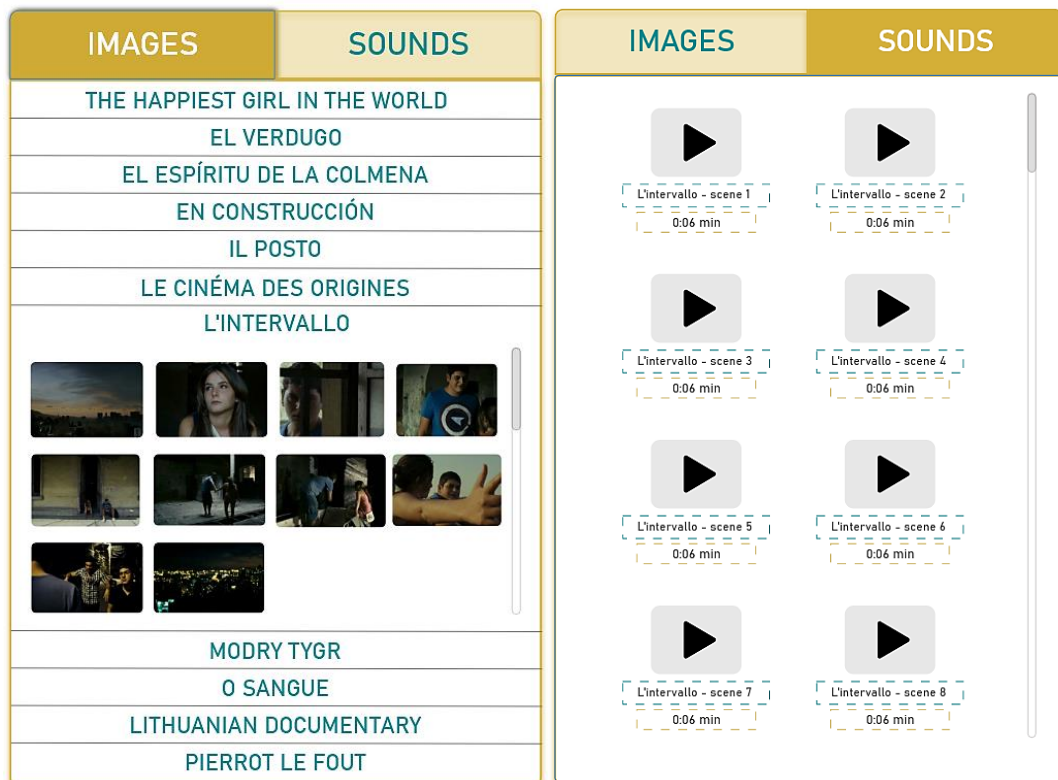 IMAGES
SOUNDS
THE HAPPIEST GIRL IN THE WORLD
EL VERDUGO
EL ESPÍRITU DE LA COLMENA
EN CONSTRUCCIÓN
IL POSTO
LE CINÉMA DES ORIGINES
L'INTERVALLO
MODRY TYGR
O SANGUE
LITHUANIAN DOCUMENTARY
PIERROT LE FOUT
IMAGES
SOUNDS
L'intervallo - scene 1
0:06 min
L'intervallo - scene 2
0:06 min
L'intervallo - scene 3
0:06 min
L'intervallo - scene 4
0:06 min
L'intervallo - scene 5
0:06 min
L'intervallo - scene 6
0:06 min
L'intervallo - scene 7
0:06 min
L'intervallo - scene 8
0:06 min